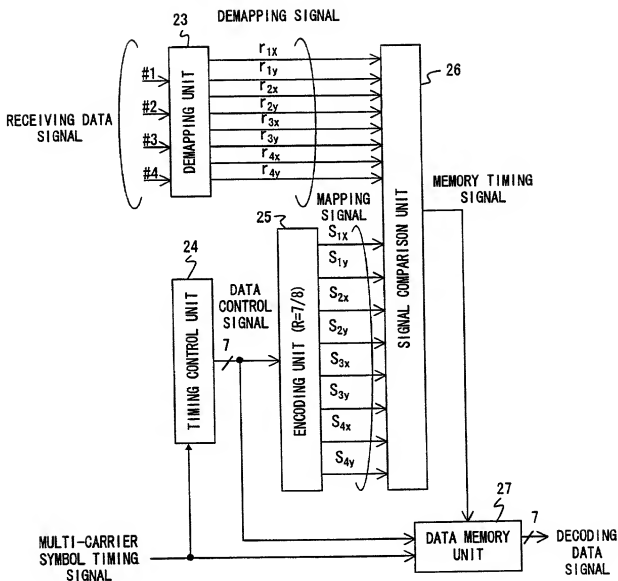 DEMAPPING SIGNAL
23
26
RECEIVING DATA
SIGNAL
#1
#2
#3
#4
DEMAPPING UNIT
r1x
r1y
r2x
r2y
r3x
r3y
r4x
r4y
SIGNAL COMPARISON UNIT
MEMORY TIMING
SIGNAL
MAPPING
SIGNAL
25
24
TIMING CONTROL UNIT
DATA
CONTROL
SIGNAL
7
ENCODING UNIT (R=7/8)
S1x
S1y
S2x
S2y
S3x
S3y
S4x
S4y
MULTI-CARRIER
SYMBOL TIMING
SIGNAL
27
DATA MEMORY
UNIT
7
DECODING
DATA
SIGNAL